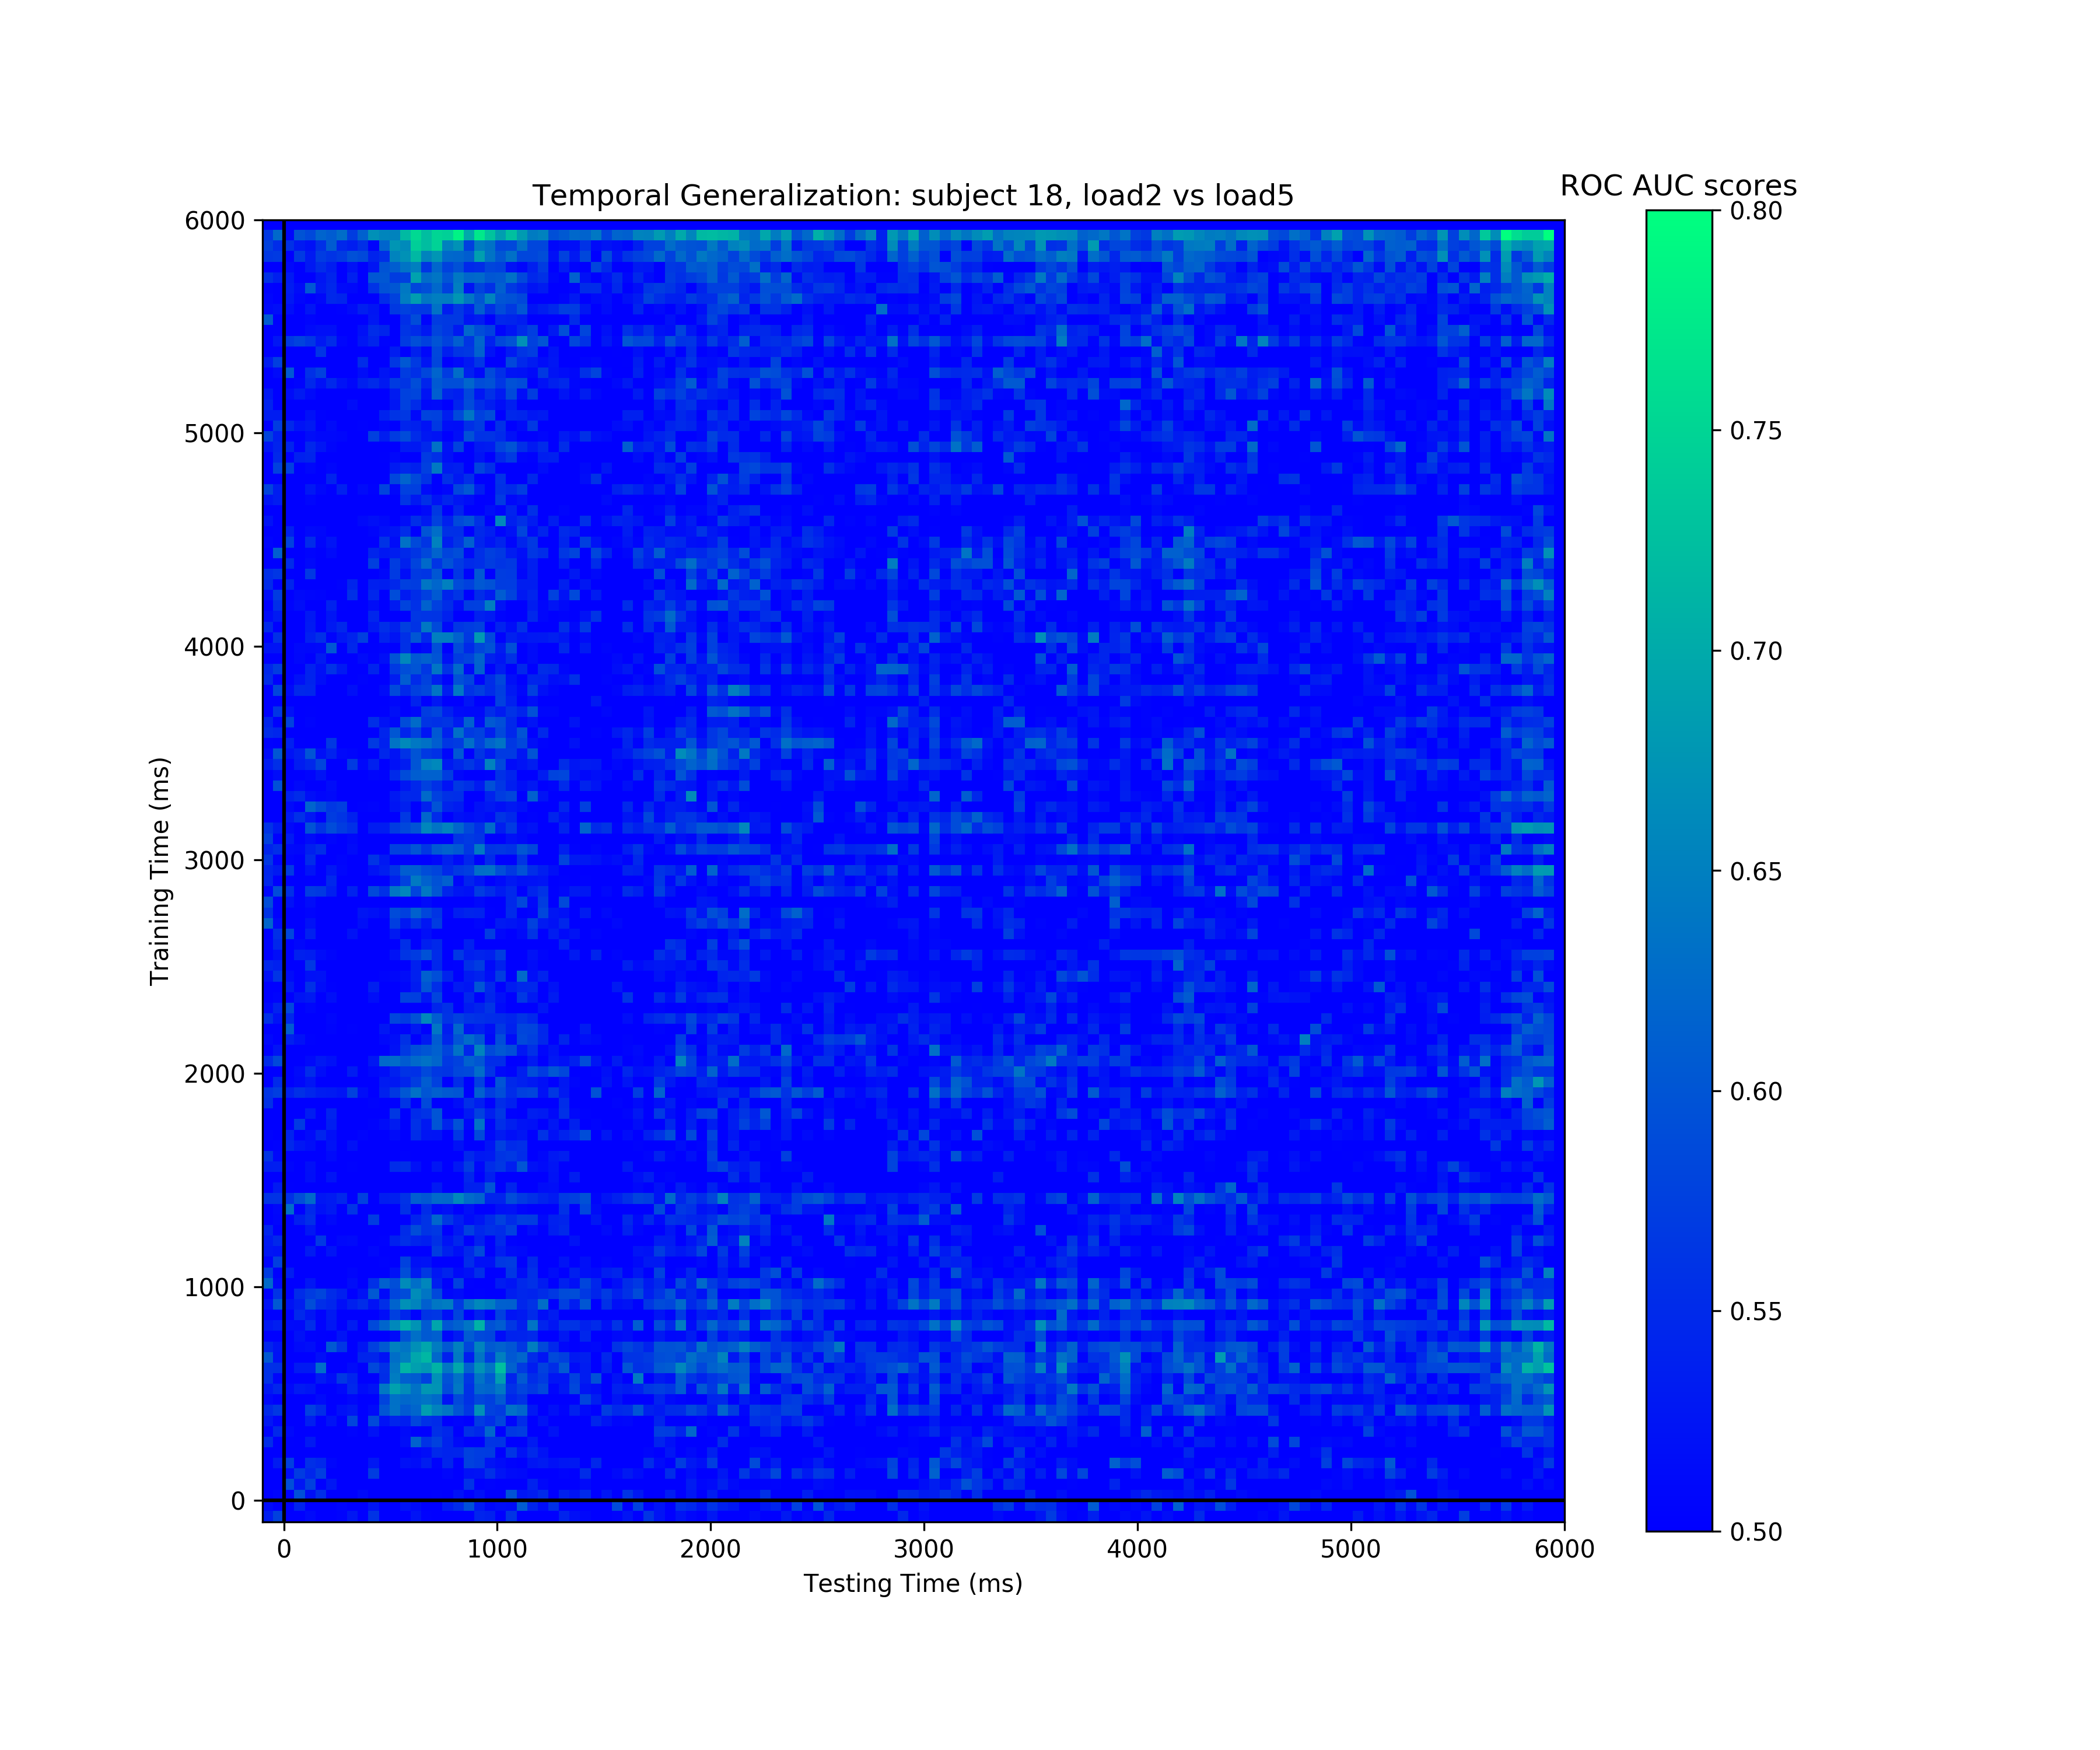 Temporal Generalization: subject 18, load2 vs load5
ROC AUC scores
6000
5000
4000
3000
2000
1000
0
Training Time (ms)
0 1000 2000 3000 4000 5000 6000
Testing Time (ms)
0.80
0.75
0.70
0.65
0.60
0.55
0.50